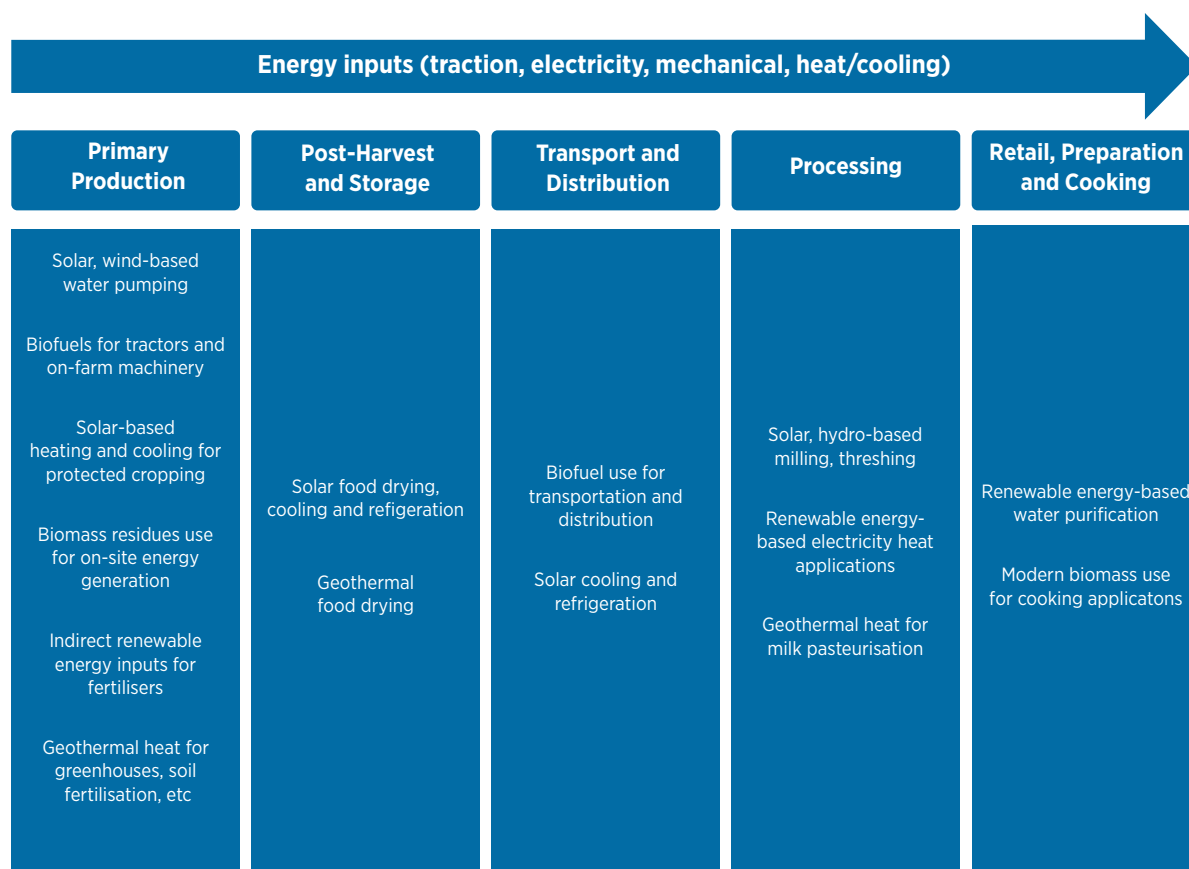 Energy inputs (traction, electricity, mechanical, heat/cooling)
Primary
Production
Post-Harvest
and Storage
Transport and
Distribution
Processing
Retail, Preparation
and Cooking
Solar, wind-based
water pumping
Biofuels for tractors and
on-farm machinery
Solar-based
heating and cooling for
protected cropping
Biomass residues use
for on-site energy
generation
Indirect renewable
energy inputs for
fertilisers
Geothermal heat for
greenhouses, soil
fertilisation, etc
Solar food drying,
cooling and refigeration
Geothermal
food drying
Biofuel use for
transportation and
distribution
Solar cooling and
refrigeration
Solar, hydro-based
milling, threshing
Renewable energy-
based electricity heat
applications
Geothermal heat for
milk pasteurisation
Renewable energy-based
water purification
Modern biomass use
for cooking applicatons